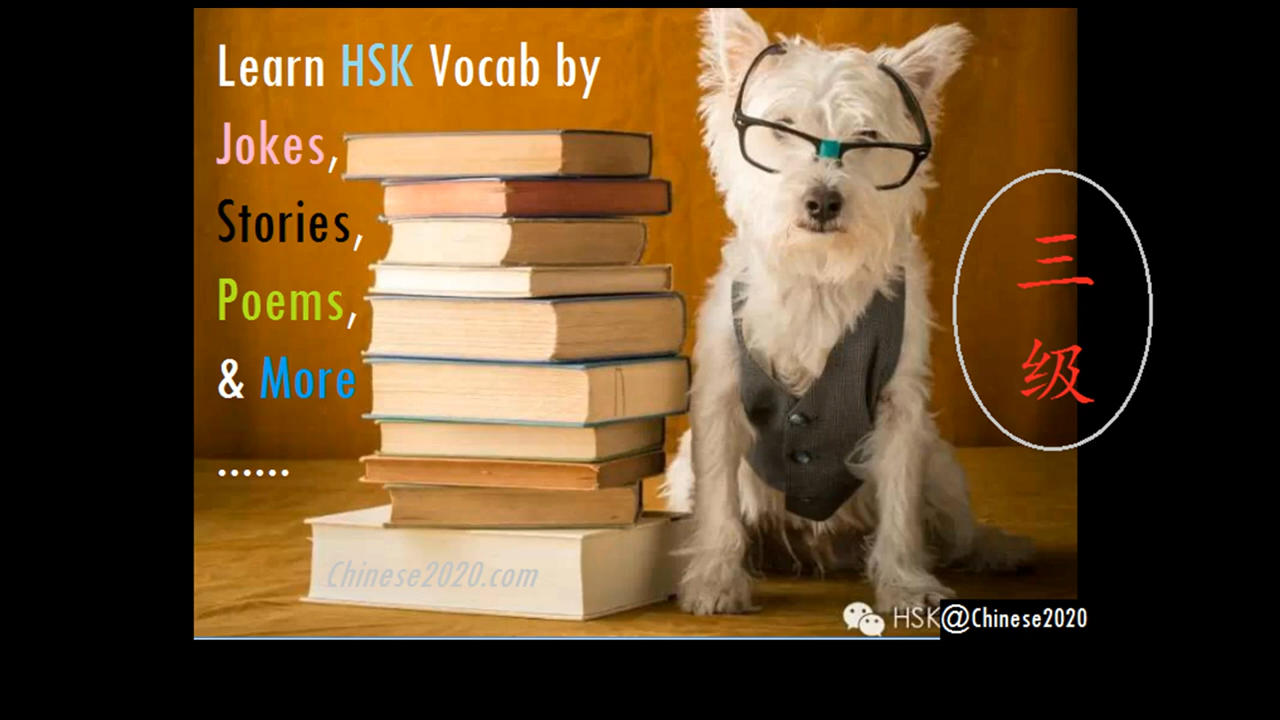 Learn HSK Vocab by
Jokes,
Stories,
Poems,
& More
......
三
级
Chinese2020.com
HSK@Chinese2020